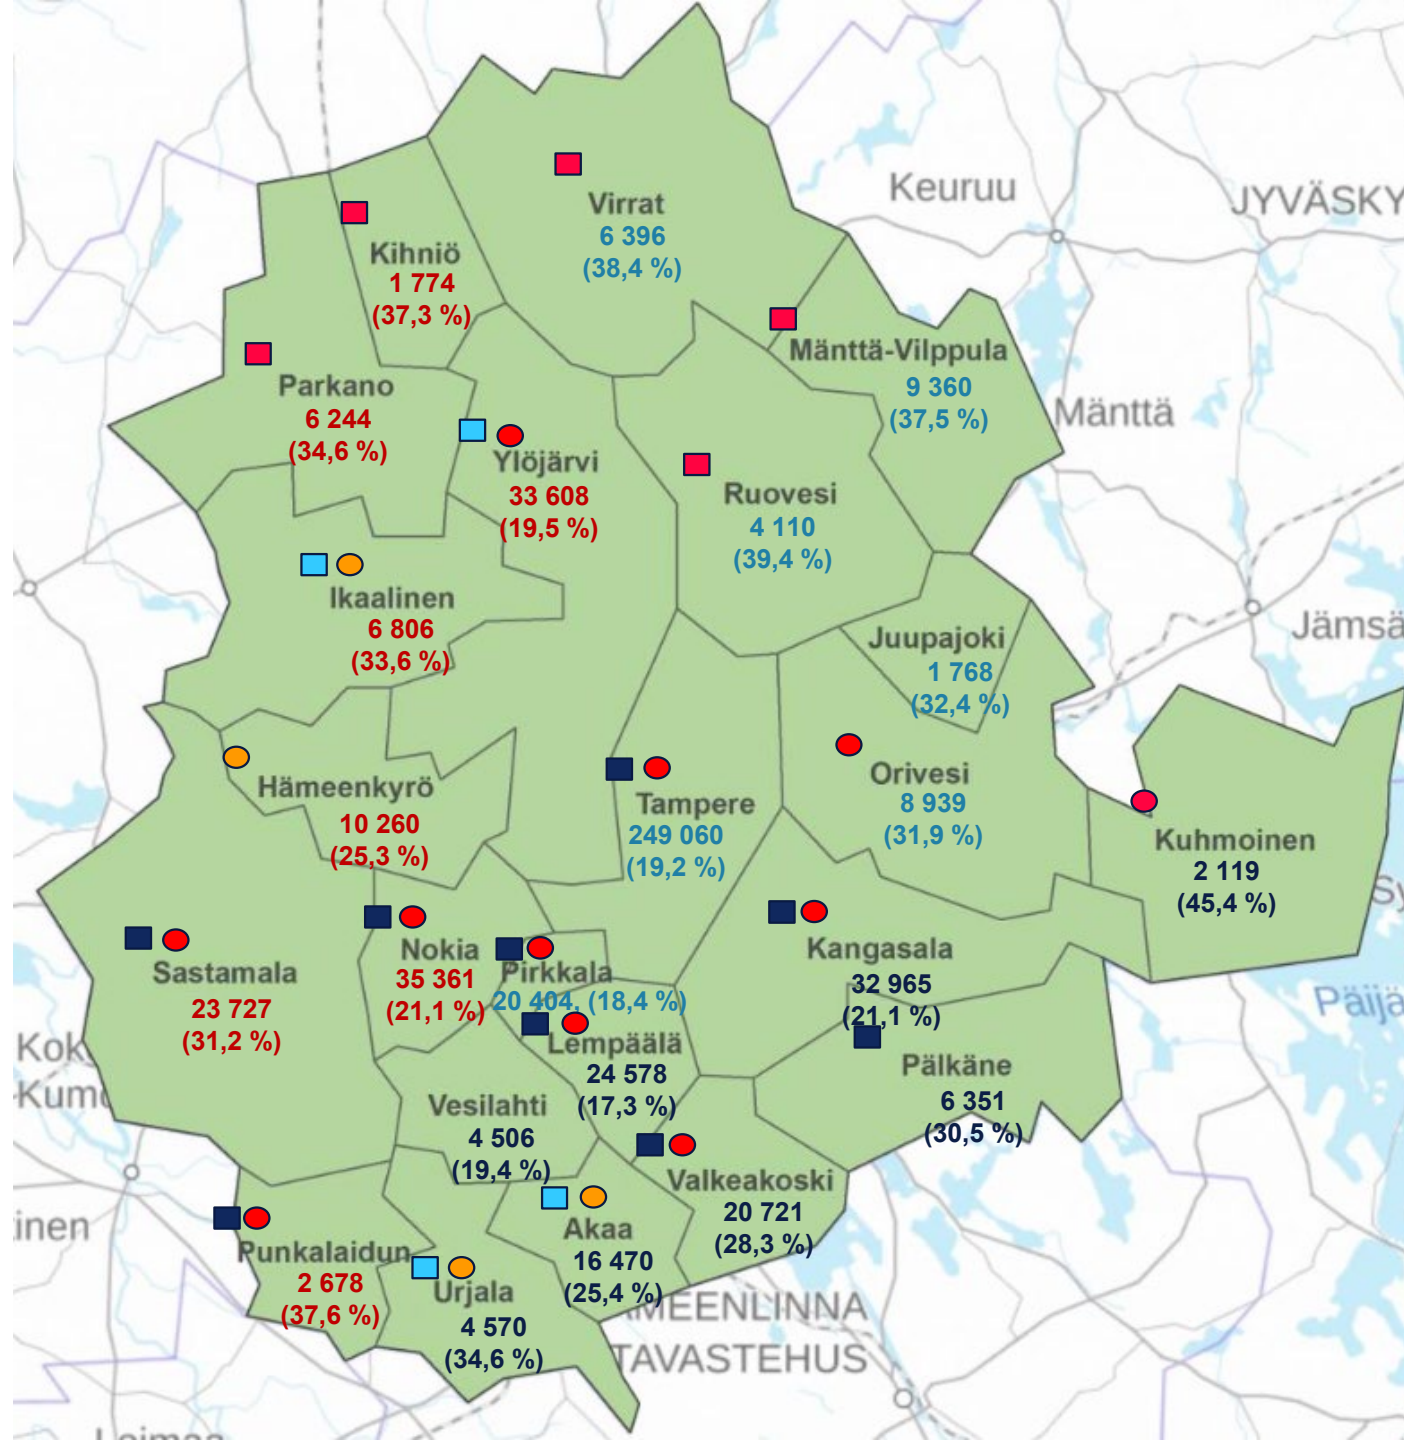 Keuruu
JYVÄSKY
Virrat
6 396
(38,4 %)
Kihniö
1 774
(37,3 %)
Mänttä-Vilppula
9 360
(37,5 %)
Parkano
6 244
(34,6 %)
Mänttä
Ylöjärvi
33 608
(19,5 %)
Ruovesi
4 110
(39,4 %)
Ikaalinen
6 806
(33,6 %)
Juupajoki
1 768
(32,4 %)
Jämsä
Hämeenkyrö
10 260
(25,3 %)
Tampere
249 060
(19,2 %)
Orivesi
8 939
(31,9 %)
Kuhmoinen
2 119
(45,4 %)
Sy
Sastamala
23 727
(31,2 %)
Nokia
35 361
(21,1 %)
Pirkkala
20 404, (18,4 %)
Kangasala
32 965
(21,1 %)
Päijä
Lempäälä
24 578
(17,3 %)
Pälkäne
6 351
(30,5 %)
Kok
Kum
Vesilahti
4 506
(19,4 %)
Valkeakoski
20 721
(28,3 %)
inen
Akaa
16 470
(25,4 %)
Punkalaidun
2 678
(37,6 %)
Urjala
4 570
(34,6 %)
MEENLINNA
TAVASTEHUS